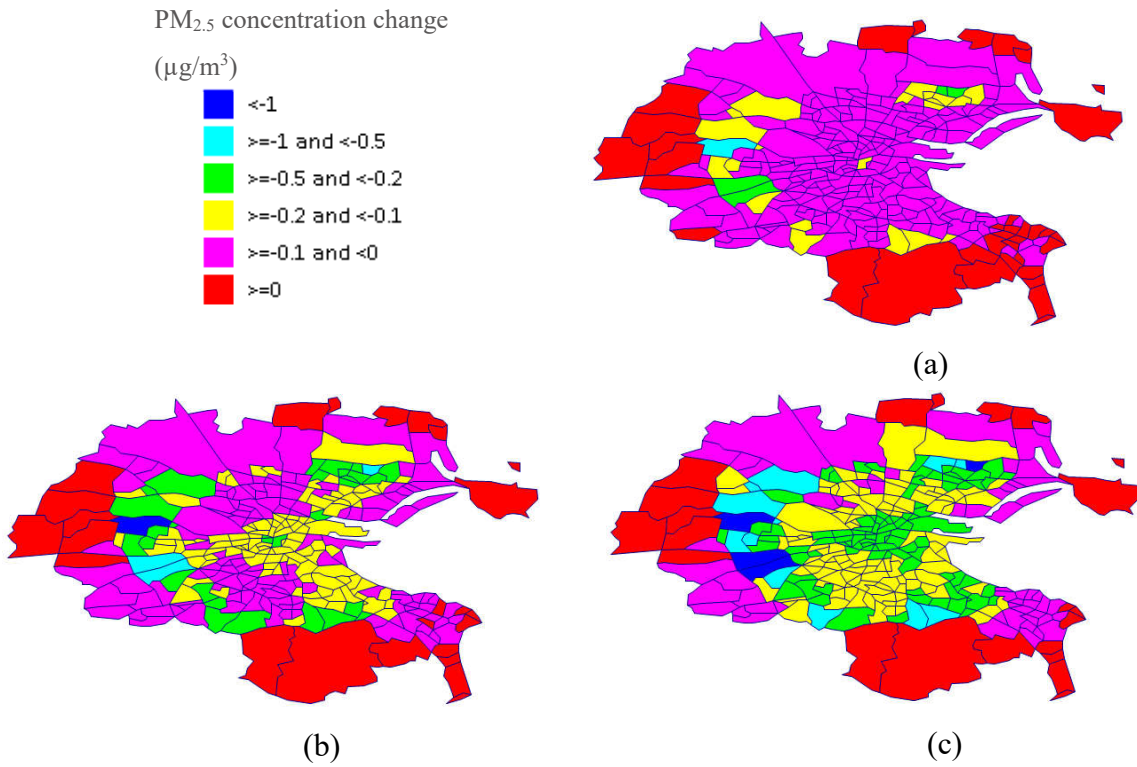 PM₂.₅ concentration change
(µg/m³)
<-1
>=-1 and <-0.5
>=-0.5 and <-0.2
>=-0.2 and <-0.1
>=-0.1 and <0
>=0
(a)
(b)
(c)